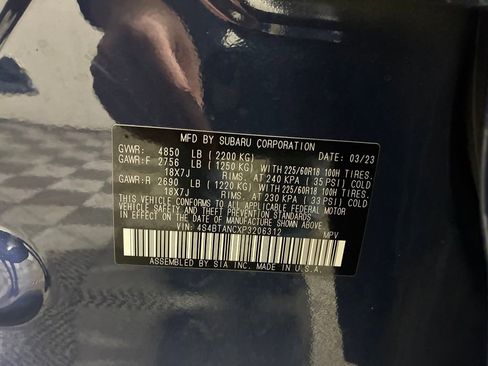 MFD BY SUBARU CORPORATION DATE: 03/23
GVWR: 4850 LB (2200 KG)
GAWR:F 2756 LB (1250 KG) WITH 225/60R18 100H TIRES.
18X7J RIMS. AT 240 KPA ( 35 PSI) COLD
GAWR:R 2690 LB (1220 KG) WITH 225/60R18 100H TIRES.
18X7J RIMS. AT 230 KPA ( 33 PSI) COLD
THIS VEHICLE CONFORMS TO ALL APPLICABLE FEDERAL MOTOR
VEHICLE SAFETY AND THEFT PREVENTION STANDARDS
IN EFFECT ON THE DATE OF MANUFACTURE SHOWN ABOVE.
VIN: 4S4BTANCXP3206312 MPV
ASSEMBLED BY SIA INC. MADE IN U.S.A.